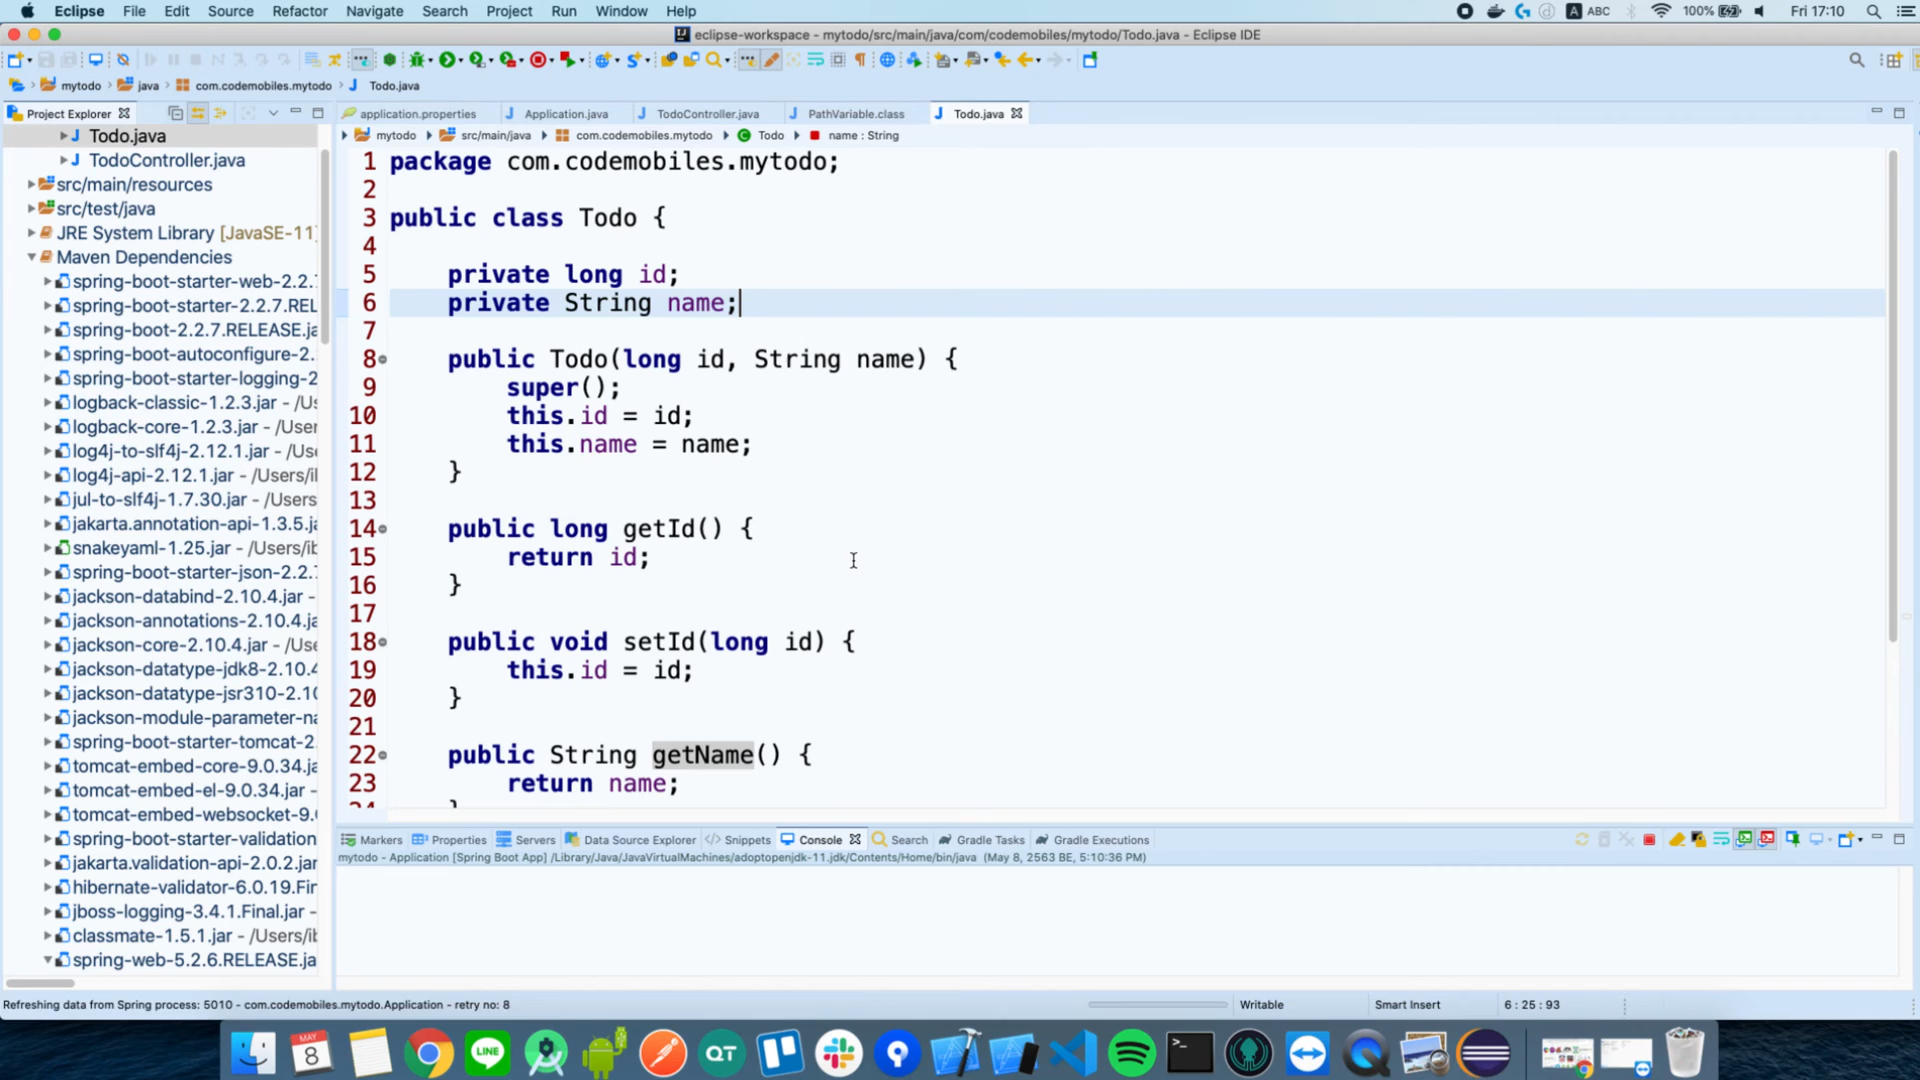 Eclipse File Edit Source Refactor Navigate Search Project Run Window Help ABC 100% Fri 17:10
eclipse-workspace - mytodo/src/main/java/com/codemobiles/mytodo/Todo.java - Eclipse IDE
mytodo java com.codemobiles.mytodo Todo.java
Project Explorer
Todo.java
TodoController.java
src/main/resources
src/test/java
JRE System Library [JavaSE-11]
Maven Dependencies
spring-boot-starter-web-2.2.
spring-boot-starter-2.2.7.REL
spring-boot-2.2.7.RELEASE.ja
spring-boot-autoconfigure-2.
spring-boot-starter-logging-2
logback-classic-1.2.3.jar - /Us
logback-core-1.2.3.jar - /User
log4j-to-slf4j-2.12.1.jar - /User
log4j-api-2.12.1.jar - /Users/il
jul-to-slf4j-1.7.30.jar - /Users
jakarta.annotation-api-1.3.5.ja
snakeyaml-1.25.jar - /Users/ib
spring-boot-starter-json-2.2.7
jackson-databind-2.10.4.jar -
jackson-annotations-2.10.4.j
jackson-core-2.10.4.jar - /Us
jackson-datatype-jdk8-2.10.4
jackson-datatype-jsr310-2.10
jackson-module-parameter-na
spring-boot-starter-tomcat-2.
tomcat-embed-core-9.0.34.ja
tomcat-embed-el-9.0.34.jar -
tomcat-embed-websocket-9.
spring-boot-starter-validation
jakarta.validation-api-2.0.2.jar
hibernate-validator-6.0.19.Fir
jboss-logging-3.4.1.Final.jar -
classmate-1.5.1.jar - /Users/ib
spring-web-5.2.6.RELEASE.ja
application.properties Application.java TodoController.java PathVariable.class Todo.java
mytodo src/main/java com.codemobiles.mytodo Todo name : String
1 package com.codemobiles.mytodo;
2
3 public class Todo {
4
5 private long id;
6 private String name;
7
8 public Todo(long id, String name) {
9 super();
10 this.id = id;
11 this.name = name;
12 }
13
14 public long getId() {
15 return id;
16 }
17
18 public void setId(long id) {
19 this.id = id;
20 }
21
22 public String getName() {
23 return name;
24 }
Markers Properties Servers Data Source Explorer Snippets Console Search Gradle Tasks Gradle Executions
mytodo - Application [Spring Boot App] /Library/Java/JavaVirtualMachines/adoptopenjdk-11.jdk/Contents/Home/bin/java (May 8, 2563 BE, 5:10:36 PM)
Refreshing data from Spring process: 5010 - com.codemobiles.mytodo.Application - retry no: 8 Writable Smart Insert 6 : 25 : 93
MAY
8
LINE
QT